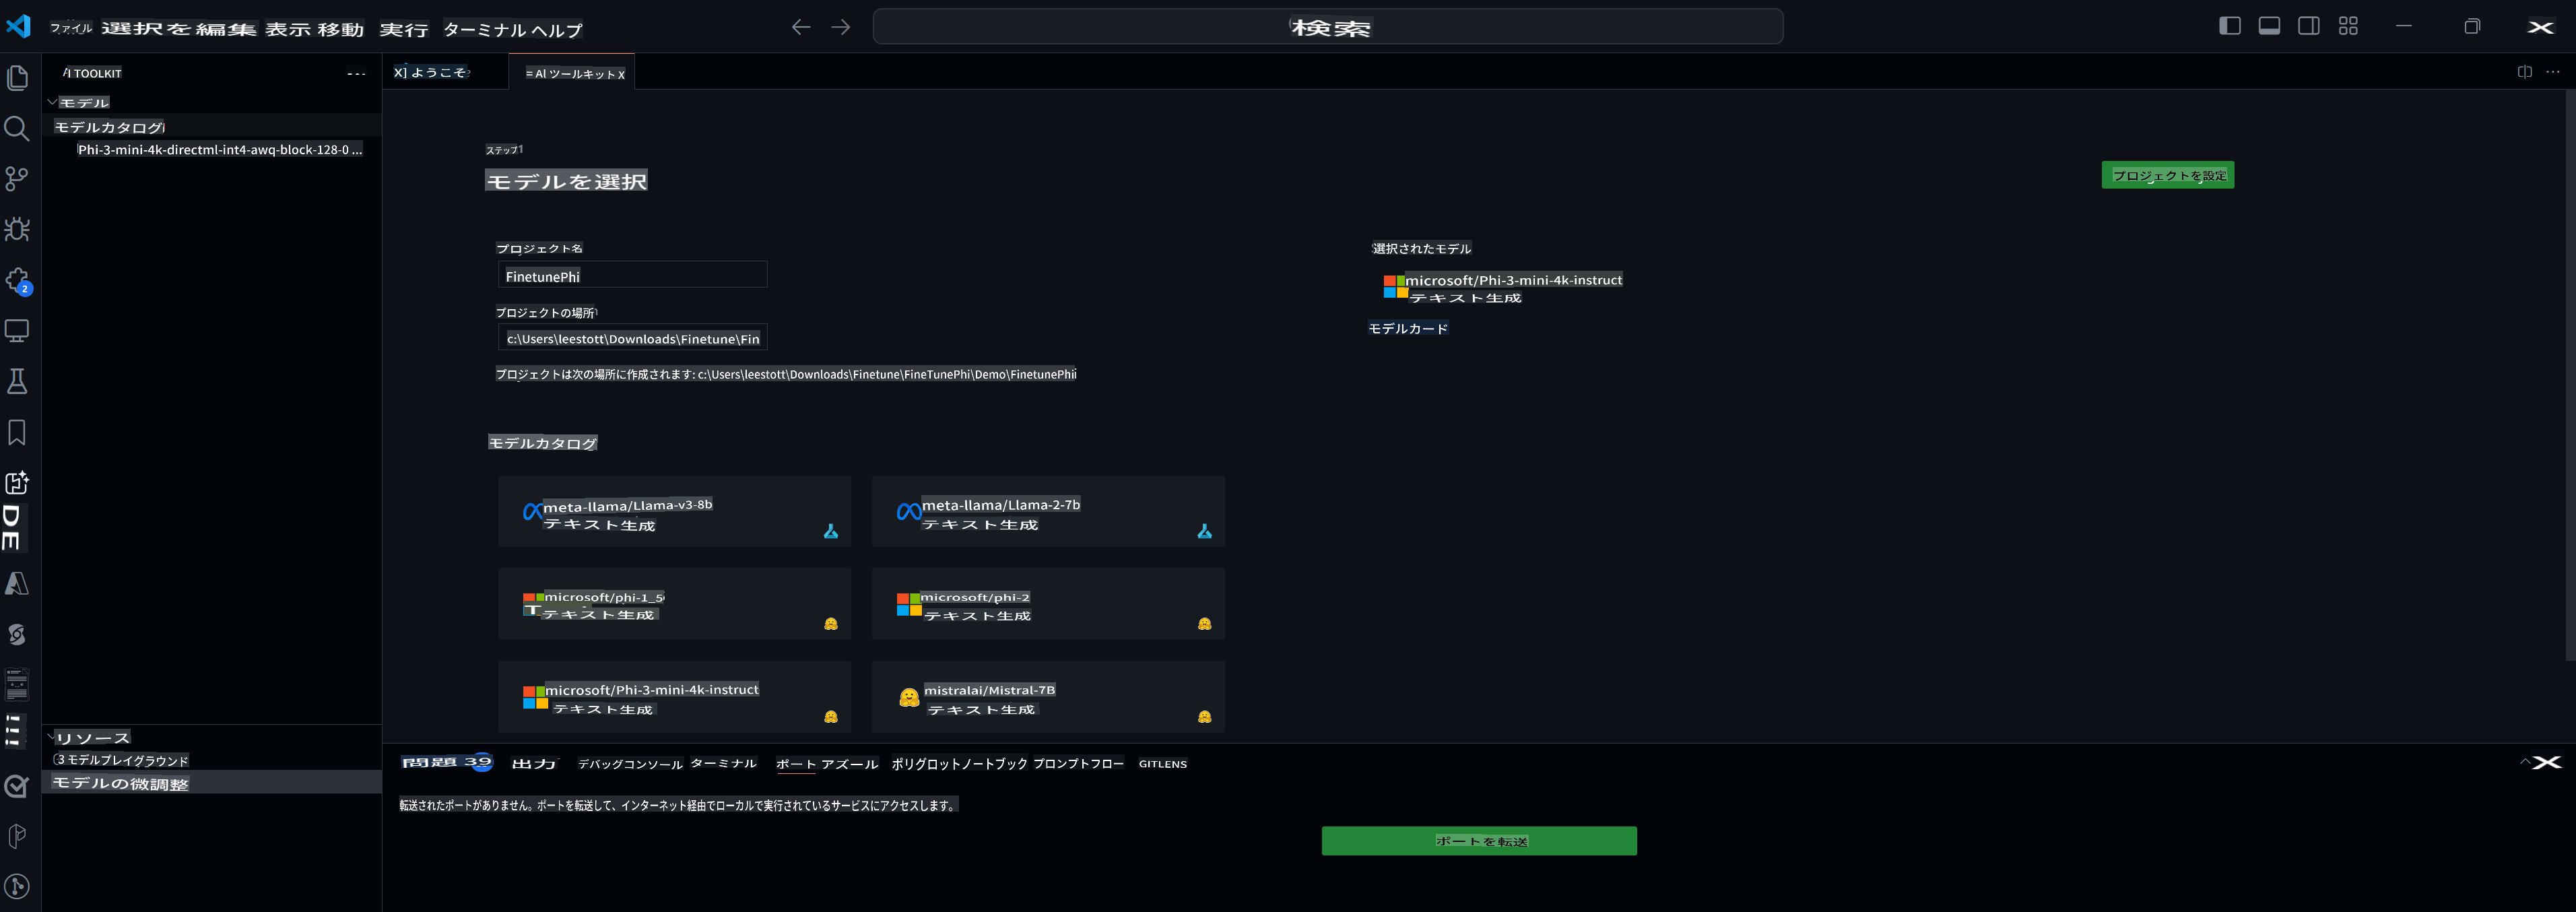 ファイル 選択を編集 表示 移動 実行 ターミナル ヘルプ
検索
AI TOOLKIT
モデル
モデルカタログ
Phi-3-mini-4k-directml-int4-awq-block-128-0 ...
X] ようこそ
= AI ツールキット X
ステップ1
モデルを選択
プロジェクトを設定
プロジェクト名
FinetunePhi
プロジェクトの場所
c:\Users\leestott\Downloads\Finetune\Fin
プロジェクトは次の場所に作成されます: c:\Users\leestott\Downloads\Finetune\FineTunePhi\Demo\FinetunePhi
選択されたモデル
microsoft/Phi-3-mini-4k-instruct
テキスト生成
モデルカード
モデルカタログ
meta-llama/Llama-v3-8b
テキスト生成
meta-llama/Llama-2-7b
テキスト生成
microsoft/phi-1_5
テキスト生成
microsoft/phi-2
テキスト生成
microsoft/Phi-3-mini-4k-instruct
テキスト生成
mistralai/Mistral-7B
テキスト生成
2
DE
リソース
3 モデルプレイグラウンド
モデルの微調整
問題 39 出力 デバッグコンソール ターミナル ポート アズール ポリグロットノートブック プロンプトフロー GITLENS
転送されたポートがありません。ポートを転送して、インターネット経由でローカルで実行されているサービスにアクセスします。
ポートを転送